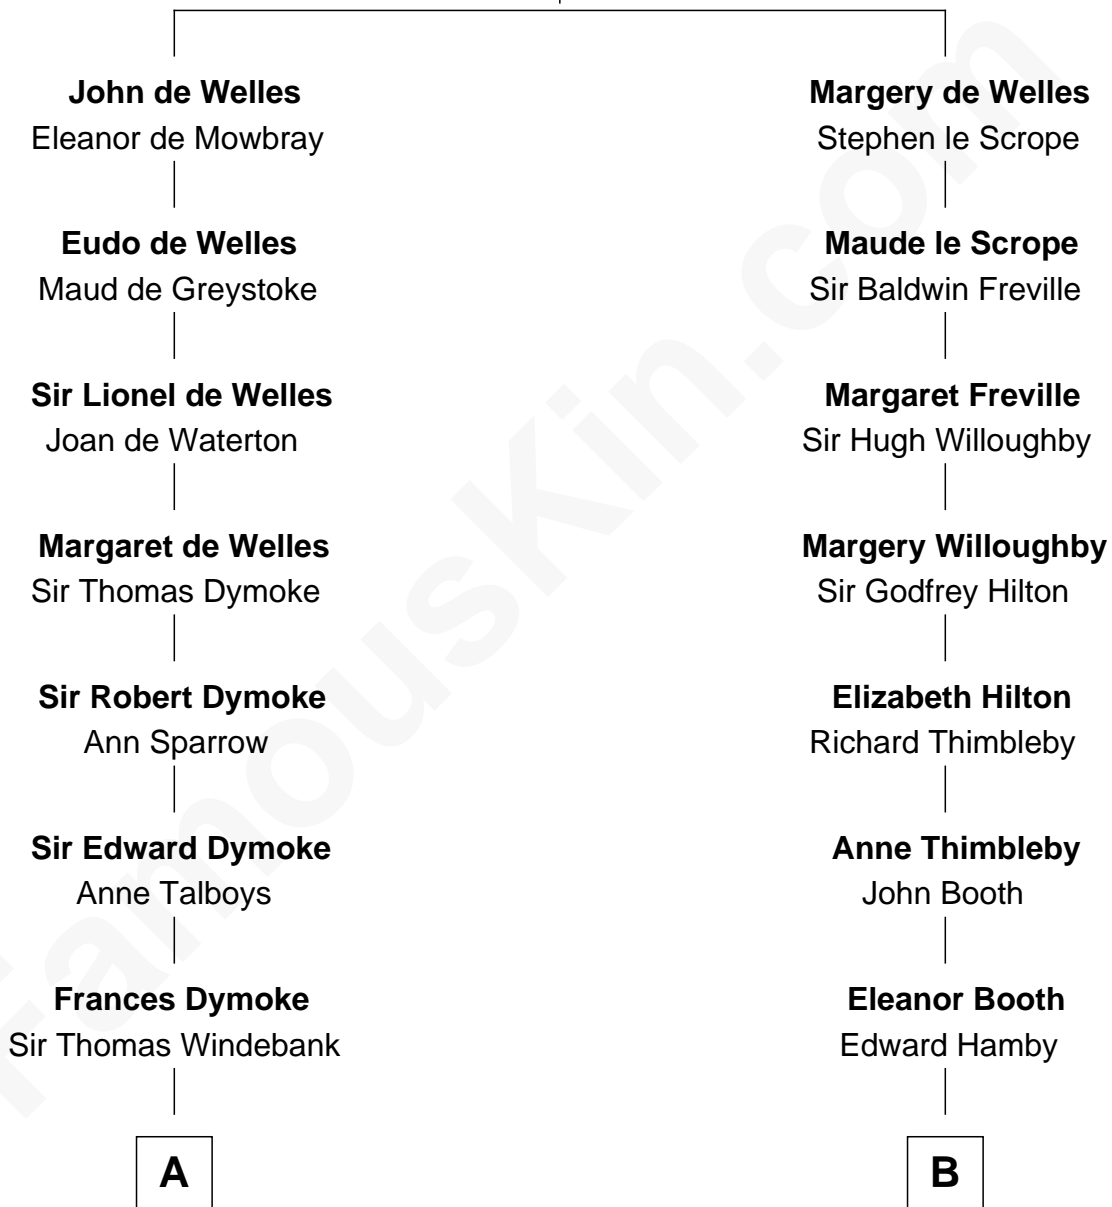 John de Welles
Eleanor de Mowbray
Eudo de Welles
Maud de Greystoke
Sir Lionel de Welles
Joan de Waterton
Margaret de Welles
Sir Thomas Dymoke
Sir Robert Dymoke
Ann Sparrow
Sir Edward Dymoke
Anne Talboys
Frances Dymoke
Sir Thomas Windebank
A
Margery de Welles
Stephen le Scrope
Maude le Scrope
Sir Baldwin Freville
Margaret Freville
Sir Hugh Willoughby
Margery Willoughby
Sir Godfrey Hilton
Elizabeth Hilton
Richard Thimbleby
Anne Thimbleby
John Booth
Eleanor Booth
Edward Hamby
B
FamousKin.com